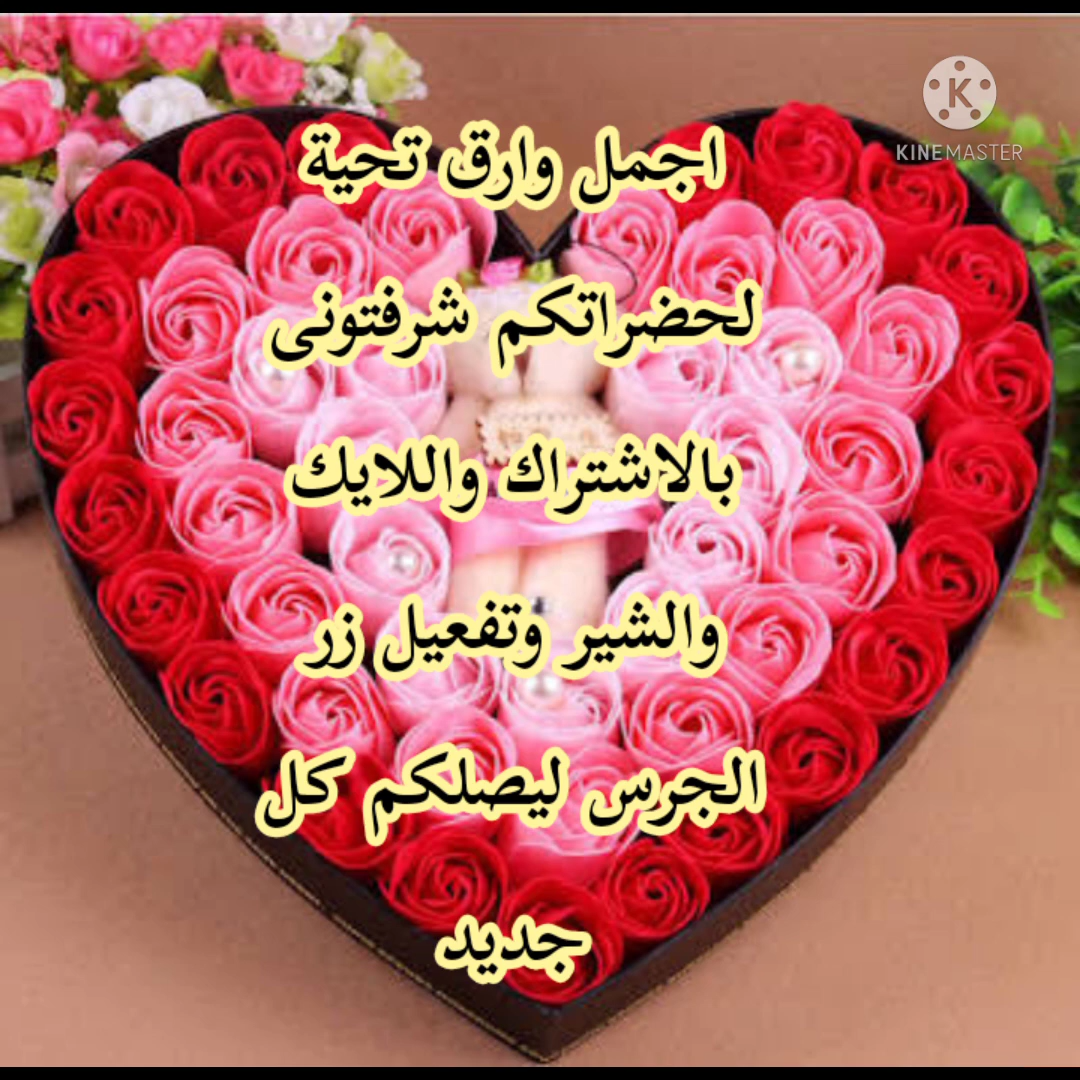 KINEMASTER
اجمل وارق تحية
لحضراتكم شرفتونى
بالاشتراك واللايك
والشير وتفعيل زر
الجرس ليصلكم كل
جديد